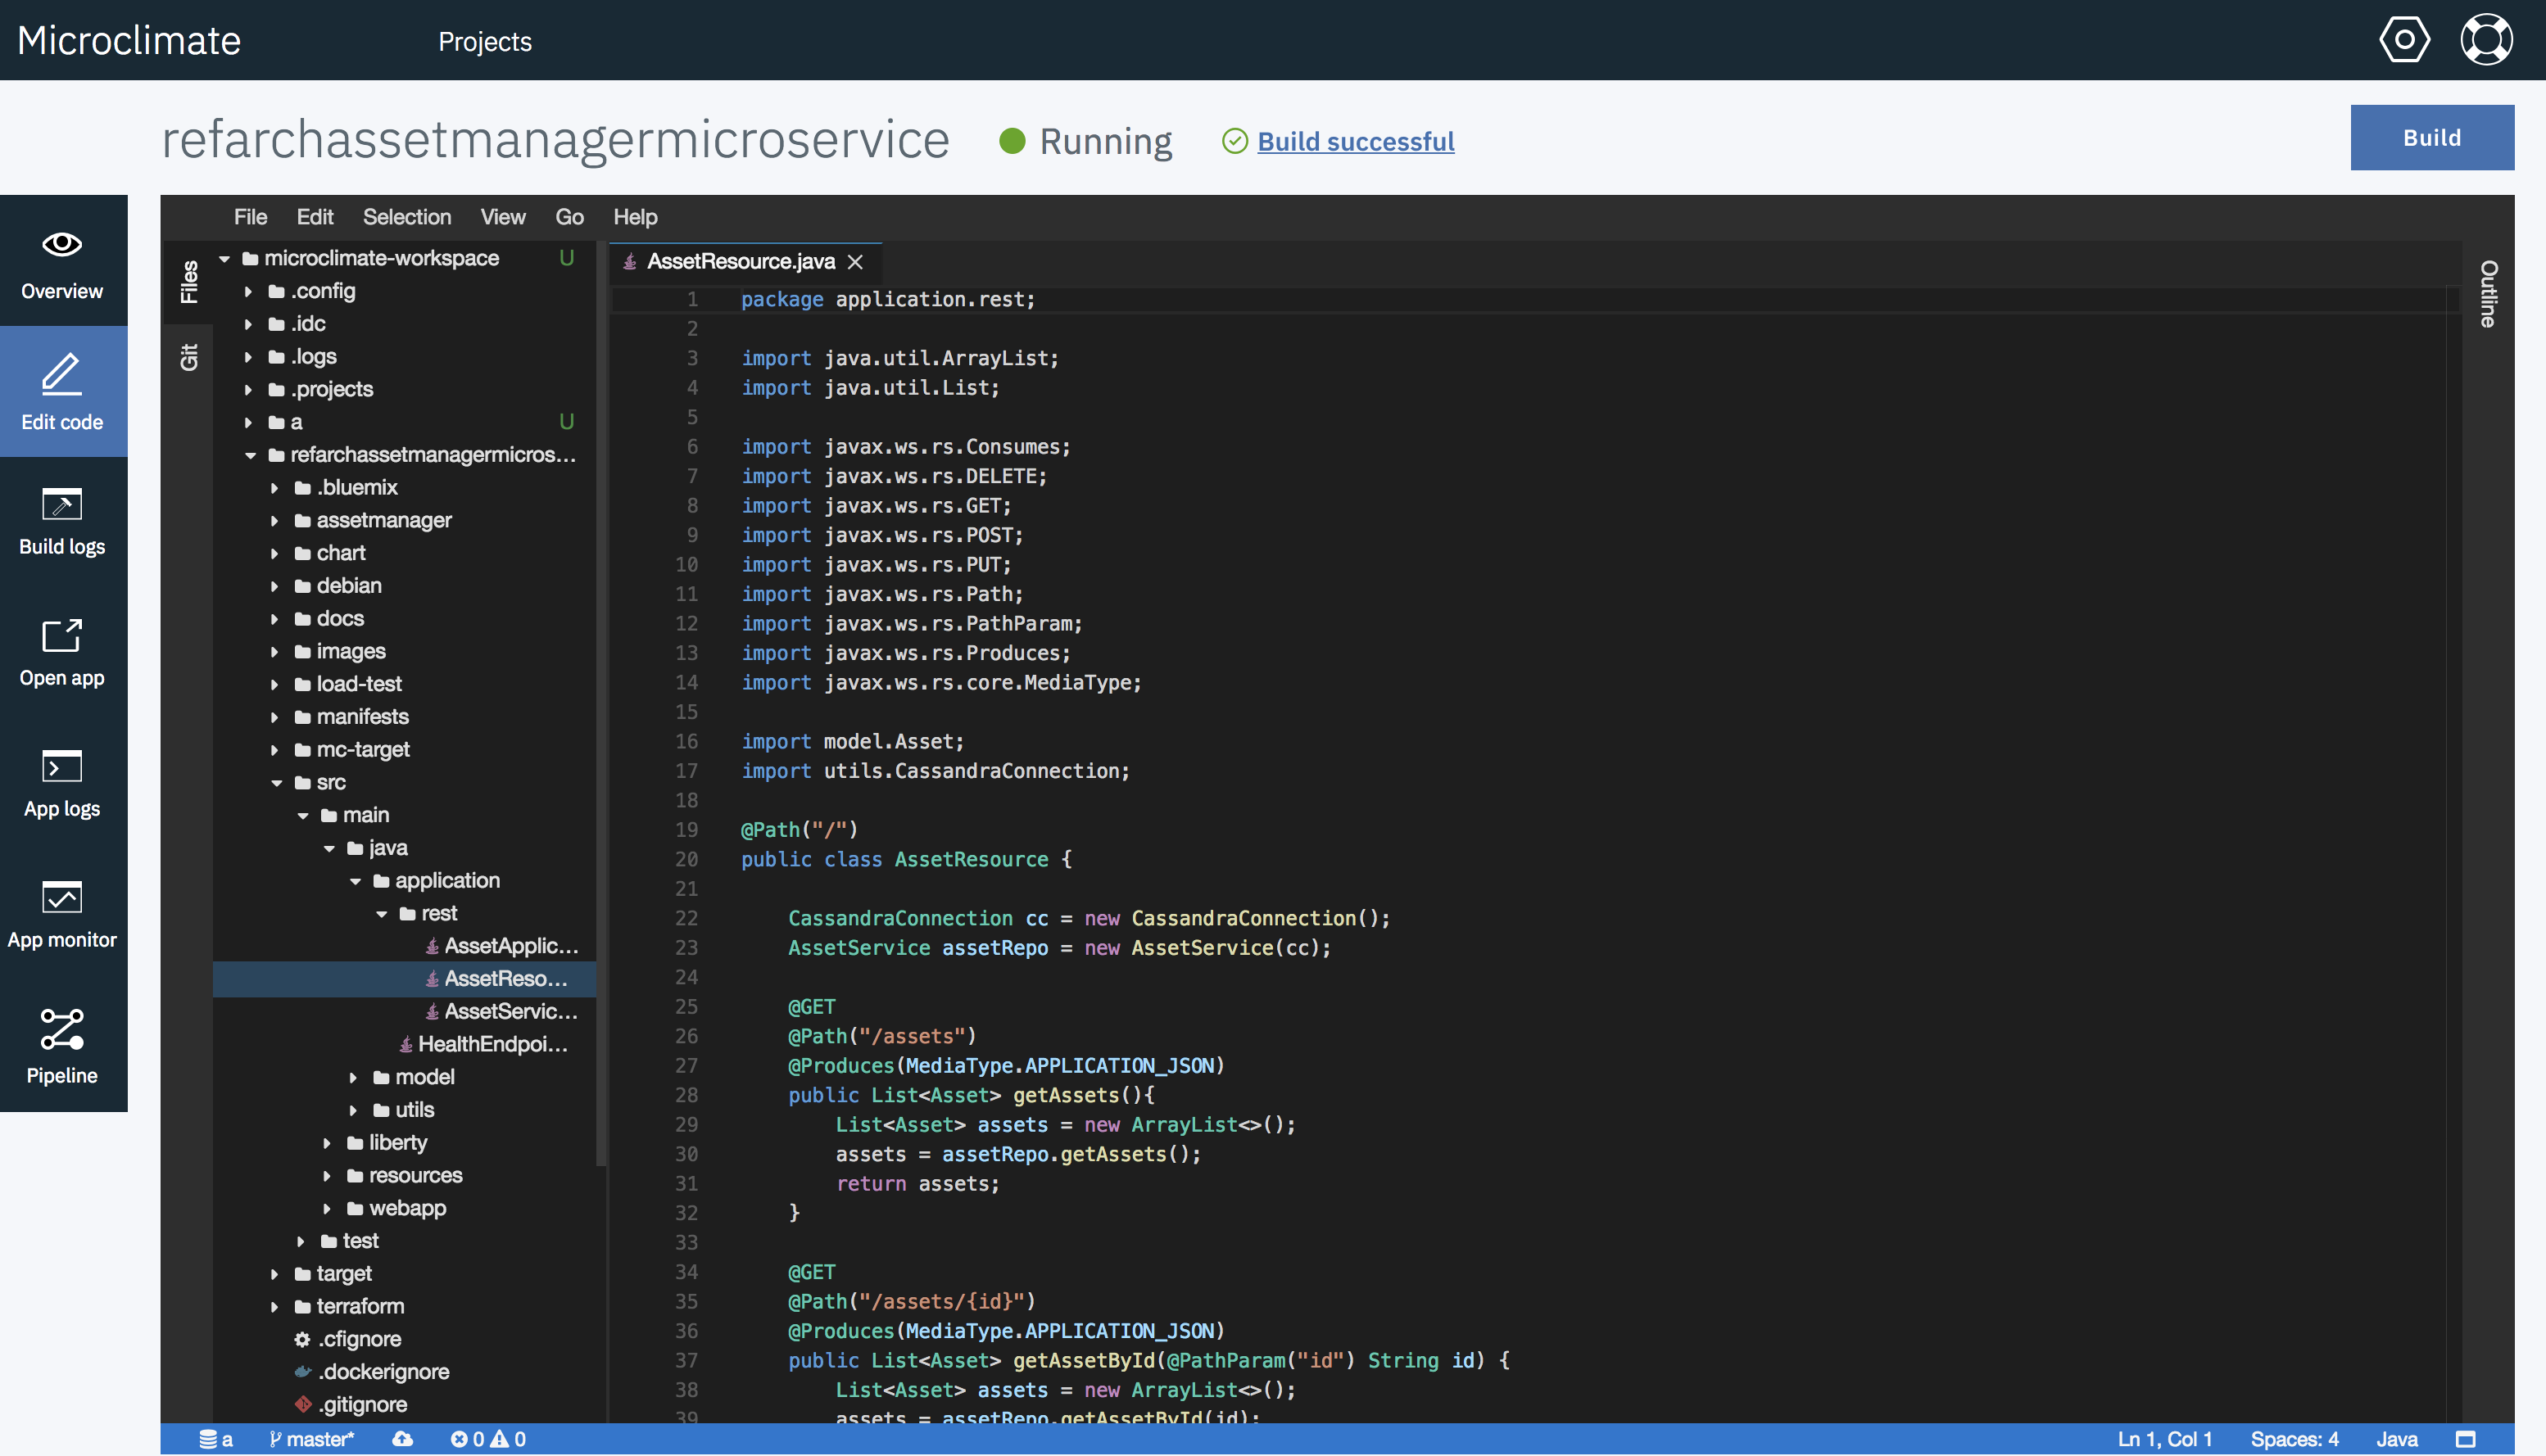 Microclimate
Projects
refarchassetmanagermicroservice
Running
Build successful
Build
Overview
Edit code
Build logs
Open app
App logs
App monitor
Pipeline
File Edit Selection View Go Help
Files
Git
microclimate-workspace U
.config
.idc
.logs
.projects
a U
refarchassetmanagermicros...
.bluemix
assetmanager
chart
debian
docs
images
load-test
manifests
mc-target
src
main
java
application
rest
AssetApplic...
AssetReso...
AssetServic...
HealthEndpoi...
model
utils
liberty
resources
webapp
test
target
terraform
.cfignore
.dockerignore
.gitignore
AssetResource.java
Outline
1 package application.rest;
2
3 import java.util.ArrayList;
4 import java.util.List;
5
6 import javax.ws.rs.Consumes;
7 import javax.ws.rs.DELETE;
8 import javax.ws.rs.GET;
9 import javax.ws.rs.POST;
10 import javax.ws.rs.PUT;
11 import javax.ws.rs.Path;
12 import javax.ws.rs.PathParam;
13 import javax.ws.rs.Produces;
14 import javax.ws.rs.core.MediaType;
15
16 import model.Asset;
17 import utils.CassandraConnection;
18
19 @Path("/")
20 public class AssetResource {
21
22 CassandraConnection cc = new CassandraConnection();
23 AssetService assetRepo = new AssetService(cc);
24
25 @GET
26 @Path("/assets")
27 @Produces(MediaType.APPLICATION_JSON)
28 public List<Asset> getAssets(){
29 List<Asset> assets = new ArrayList<>();
30 assets = assetRepo.getAssets();
31 return assets;
32 }
33
34 @GET
35 @Path("/assets/{id}")
36 @Produces(MediaType.APPLICATION_JSON)
37 public List<Asset> getAssetById(@PathParam("id") String id) {
38 List<Asset> assets = new ArrayList<>();
39 assets = assetRepo.getAssetById(id);
a master* 0 0
Ln 1, Col 1 Spaces: 4 Java